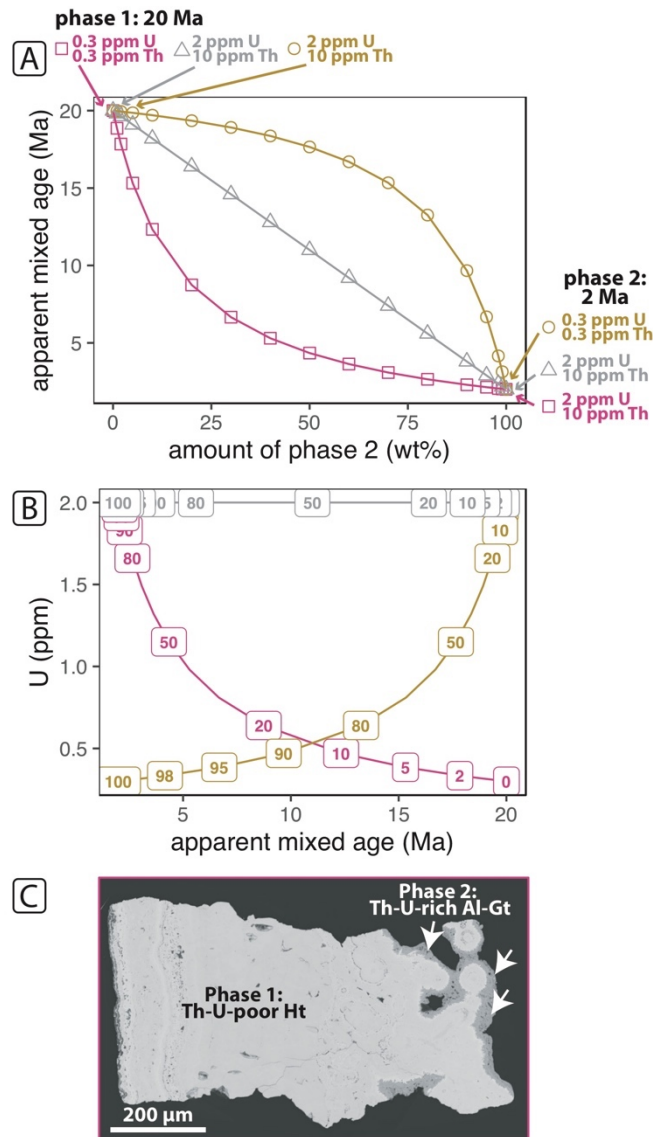 phase 1: 20 Ma
A
0.3 ppm U
0.3 ppm Th
2 ppm U
10 ppm Th
2 ppm U
10 ppm Th
20
15
10
5
apparent mixed age (Ma)
phase 2:
2 Ma
0.3 ppm U
0.3 ppm Th
2 ppm U
10 ppm Th
2 ppm U
10 ppm Th
0
25
50
75
100
amount of phase 2 (wt%)
B
2.0
1.5
1.0
0.5
U (ppm)
100
80
50
20
10
90
80
50
20
10
5
2
0
10
20
50
80
90
95
98
100
5
10
15
20
apparent mixed age (Ma)
C
Phase 2:
Th-U-rich Al-Gt
Phase 1:
Th-U-poor Ht
200 µm